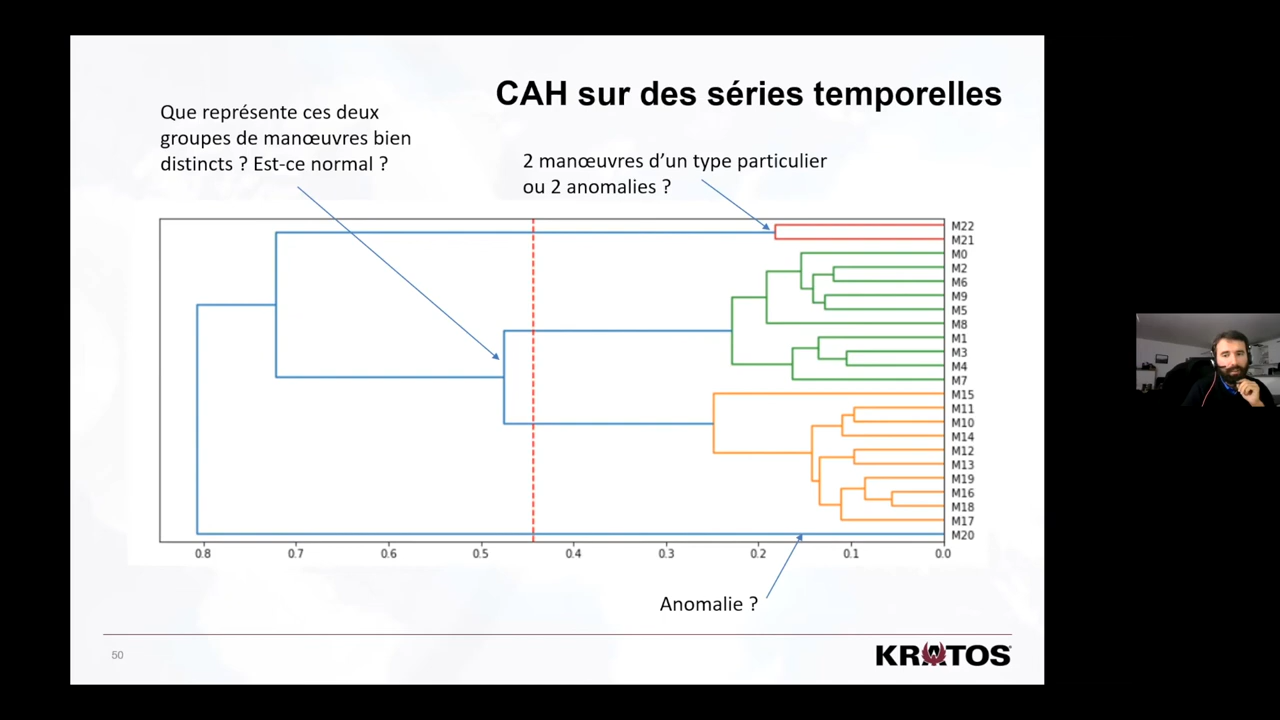 CAH sur des séries temporelles
Que représente ces deux
groupes de manœuvres bien
distincts ? Est-ce normal ?
2 manœuvres d’un type particulier
ou 2 anomalies ?
M22
M21
M0
M2
M6
M9
M5
M8
M1
M3
M4
M7
M15
M11
M10
M14
M12
M13
M19
M16
M18
M17
M20
0.8 0.7 0.6 0.5 0.4 0.3 0.2 0.1 0.0
Anomalie ?
50
KRATOS